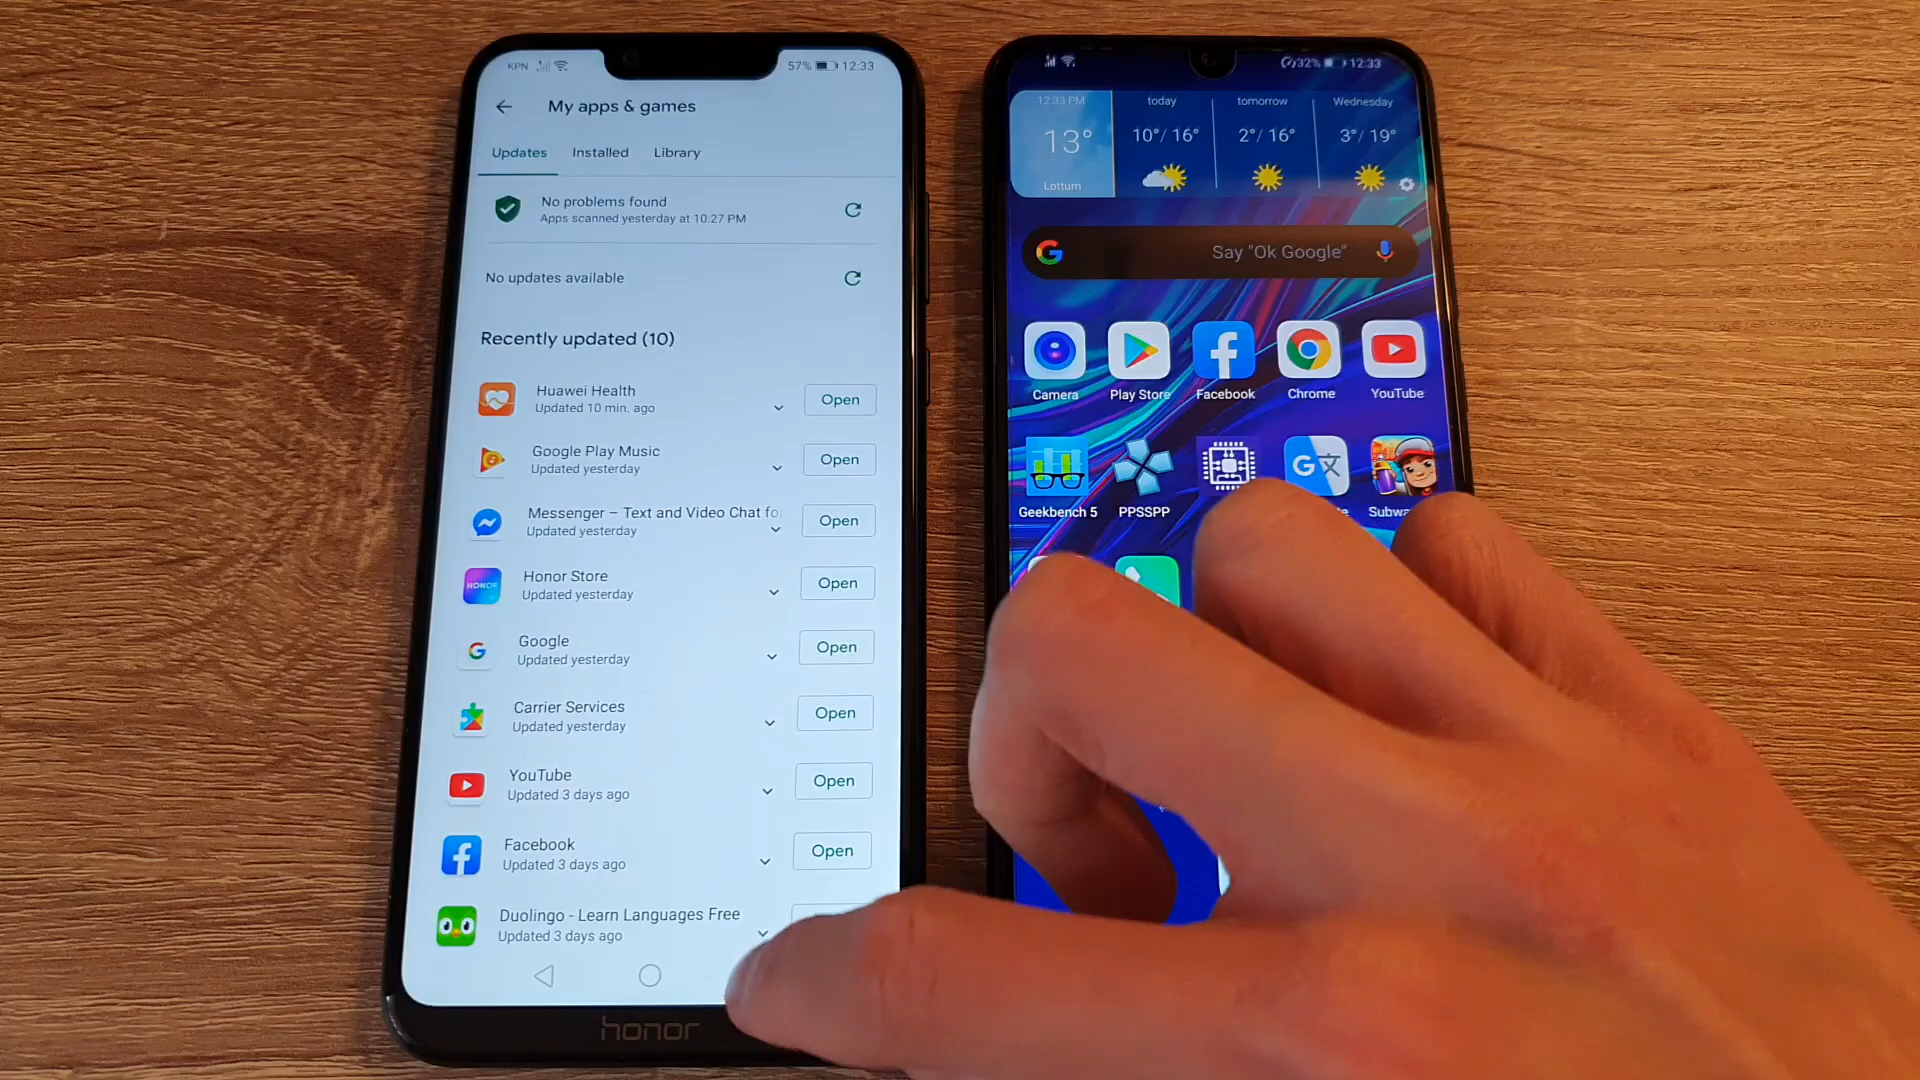 KPN 57% 12:33
My apps & games
Updates Installed Library
No problems found
Apps scanned yesterday at 10:27 PM
No updates available
Recently updated (10)
Huawei Health
Updated 10 min. ago
Open
Google Play Music
Updated yesterday
Open
Messenger – Text and Video Chat fo
Updated yesterday
Open
HONOR
Honor Store
Updated yesterday
Open
G
Google
Updated yesterday
Open
Carrier Services
Updated yesterday
Open
YouTube
Updated 3 days ago
Open
f
Facebook
Updated 3 days ago
Open
Duolingo - Learn Languages Free
Updated 3 days ago
honor
32% 12:33
12:33 PM today tomorrow Wednesday
13° 10°/ 16° 2°/ 16° 3°/ 19°
Lottum
G Say "Ok Google"
f
Camera Play Store Facebook Chrome YouTube
G文
Geekbench 5 PPSSPP te Subwa